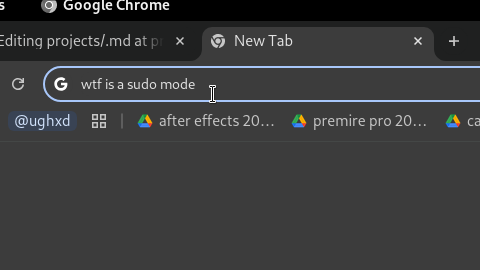 s Google Chrome
Editing projects/.md at p
New Tab
wtf is a sudo mode
@ughxd after effects 20... premire pro 20... ca